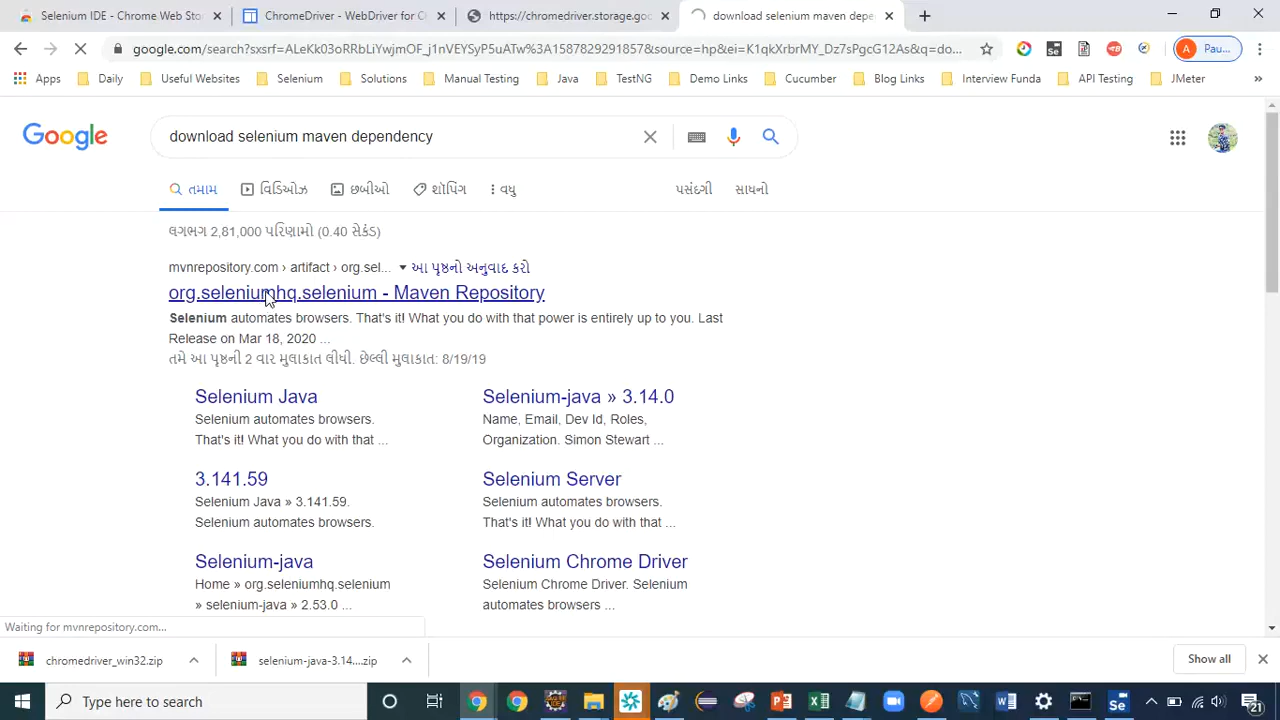 Selenium IDE - Chrome Web Sto
ChromeDriver - WebDriver for C
https://chromedriver.storage.goo
download selenium maven depe
google.com/search?sxsrf=ALeKk03oRRbLiYwjmOF_j1nVEYSyP5uATw%3A1587829291857&source=hp&ei=K1qkXrbrMY_Dz7sPgcG12As&q=do...
Pau...
Apps
Daily
Useful Websites
Selenium
Solutions
Manual Testing
Java
TestNG
Demo Links
Cucumber
Blog Links
Interview Funda
API Testing
JMeter
Google
download selenium maven dependency
તમામ
વિડિઓઝ
છબીઓ
શૉપિંગ
વધુ
પસંદગી
સાધનો
લગભગ 2,81,000 પરિણામો (0.40 સેકંડ)
mvnrepository.com › artifact › org.sel... આ પૃષ્ઠનો અનુવાદ કરો
org.seleniumhq.selenium - Maven Repository
Selenium automates browsers. That's it! What you do with that power is entirely up to you. Last
Release on Mar 18, 2020 ...
તમે આ પૃષ્ઠની 2 વાર મુલાકાત લીધી. છેલ્લી મુલાકાત: 8/19/19
Selenium Java
Selenium automates browsers.
That's it! What you do with that ...
Selenium-java » 3.14.0
Name, Email, Dev Id, Roles,
Organization. Simon Stewart ...
3.141.59
Selenium Java » 3.141.59.
Selenium automates browsers.
Selenium Server
Selenium automates browsers.
That's it! What you do with that ...
Selenium-java
Home » org.seleniumhq.selenium
» selenium-java » 2.53.0 ...
Selenium Chrome Driver
Selenium Chrome Driver. Selenium
automates browsers ...
Waiting for mvnrepository.com...
chromedriver_win32.zip
selenium-java-3.14....zip
Show all
Type here to search
21